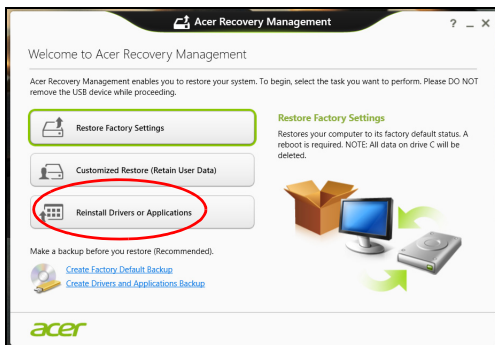 Acer Recovery Management
? _ X
Welcome to Acer Recovery Management
Acer Recovery Management enables you to restore your system. To begin, select the task you want to perform. Please DO NOT
remove the USB device while proceeding.
Restore Factory Settings
Customized Restore (Retain User Data)
Reinstall Drivers or Applications
Restore Factory Settings
Restores your computer to its factory default status. A
reboot is required. NOTE: All data on drive C will be
deleted.
Make a backup before you restore (Recommended).
Create Factory Default Backup
Create Drivers and Applications Backup
acer